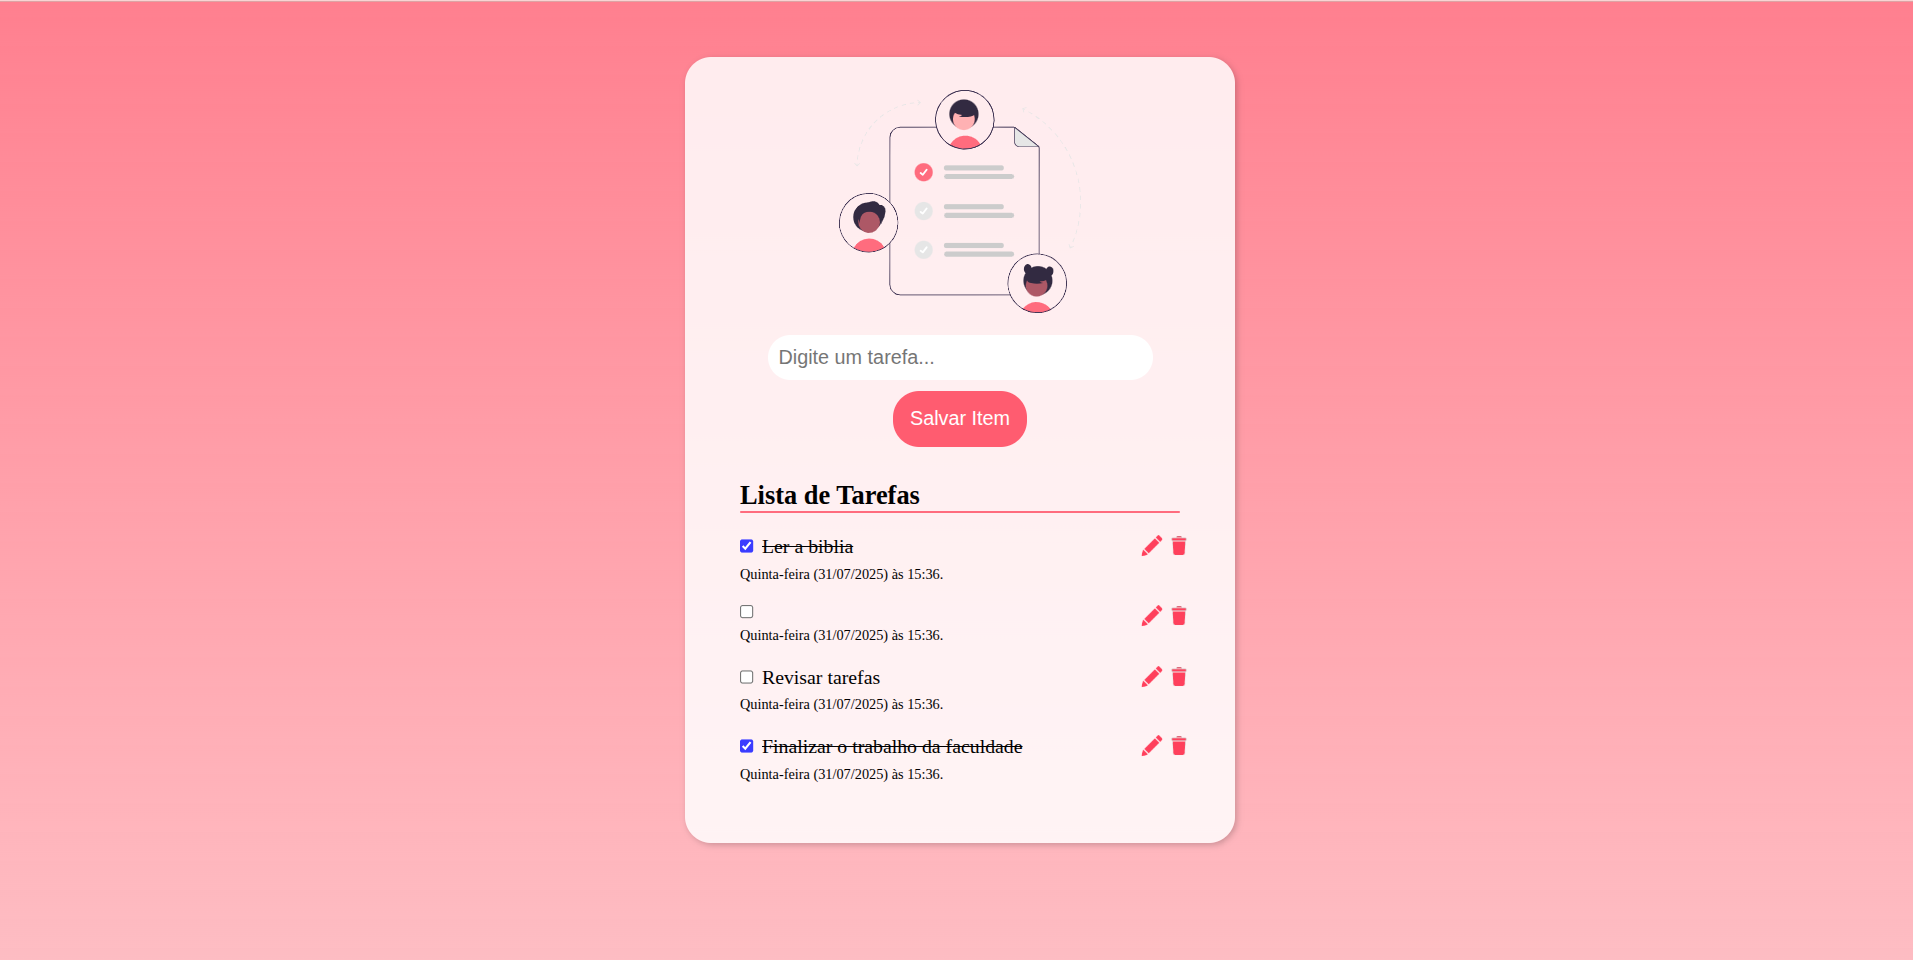 Digite um tarefa...
Salvar Item
Lista de Tarefas
Ler a biblia
Quinta-feira (31/07/2025) às 15:36.
Quinta-feira (31/07/2025) às 15:36.
Revisar tarefas
Quinta-feira (31/07/2025) às 15:36.
Finalizar o trabalho da faculdade
Quinta-feira (31/07/2025) às 15:36.